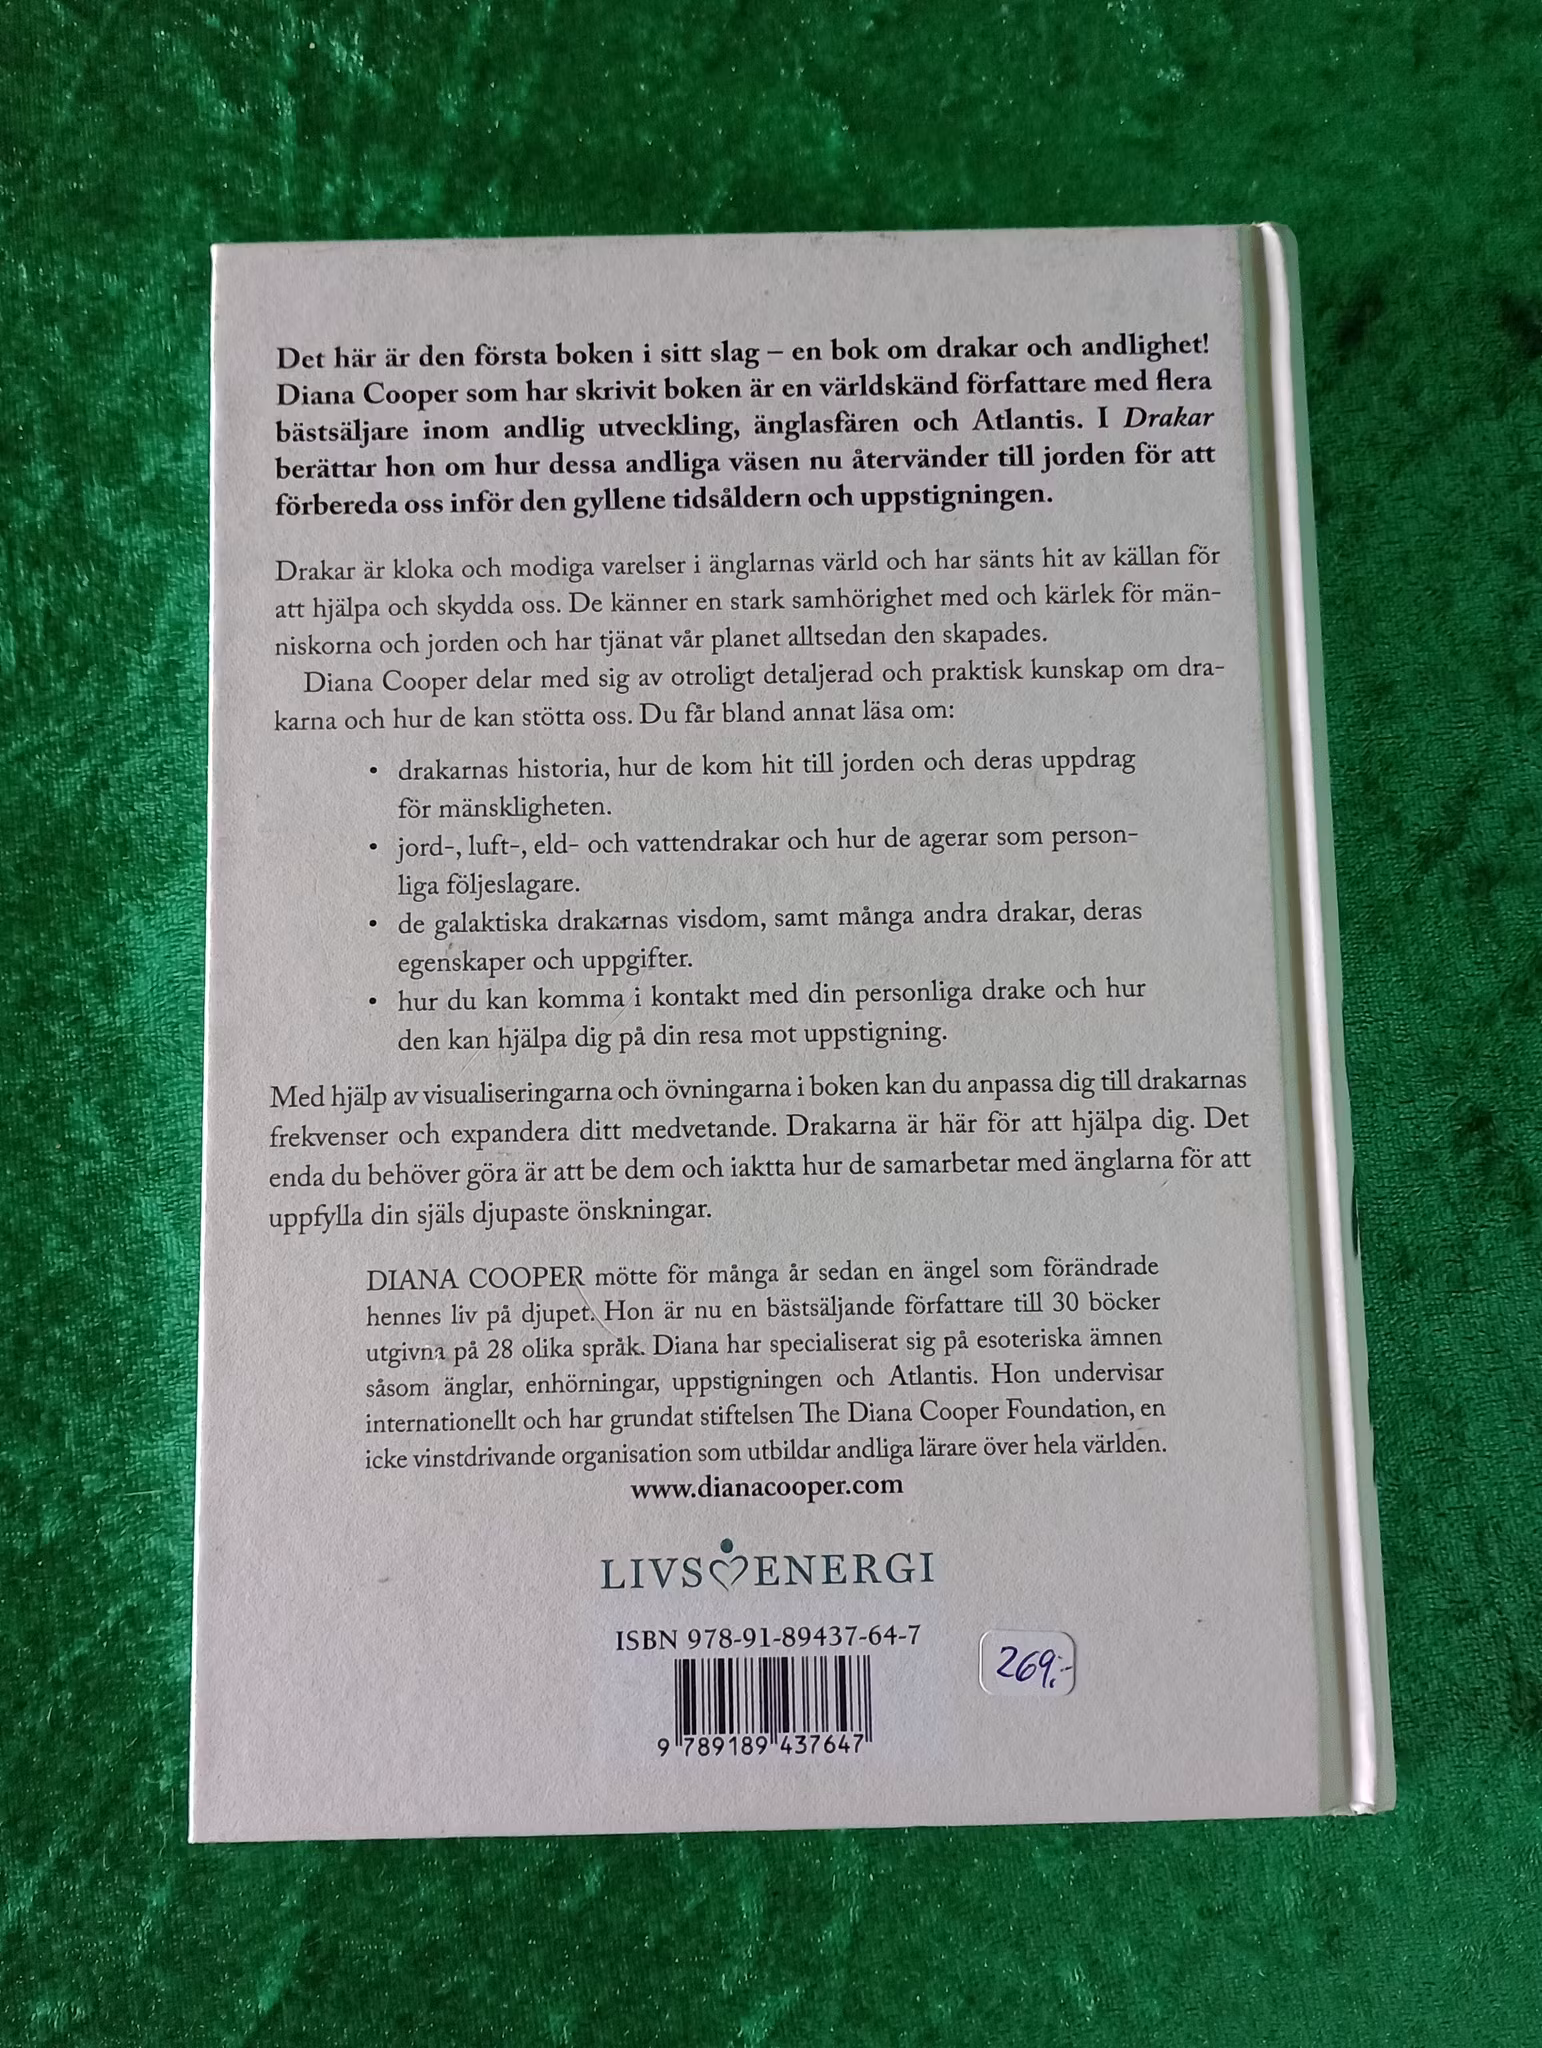 Det här är den första boken i sitt slag – en bok om drakar och andlighet!
Diana Cooper som har skrivit boken är en världskänd författare med flera
bästsäljare inom andlig utveckling, änglasfären och Atlantis. I Drakar
berättar hon om hur dessa andliga väsen nu återvänder till jorden för att
förbereda oss inför den gyllene tidsåldern och uppstigningen.
Drakar är kloka och modiga varelser i änglarnas värld och har sänts hit av källan för
att hjälpa och skydda oss. De känner en stark samhörighet med och kärlek för män-
niskorna och jorden och har tjänat vår planet alltsedan den skapades.
Diana Cooper delar med sig av otroligt detaljerad och praktisk kunskap om dra-
karna och hur de kan stötta oss. Du får bland annat läsa om:
• drakarnas historia, hur de kom hit till jorden och deras uppdrag
för mänskligheten.
• jord-, luft-, eld- och vattendrakar och hur de agerar som person-
liga följeslagare.
• de galaktiska drakarnas visdom, samt många andra drakar, deras
egenskaper och uppgifter.
• hur du kan komma i kontakt med din personliga drake och hur
den kan hjälpa dig på din resa mot uppstigning.
Med hjälp av visualiseringarna och övningarna i boken kan du anpassa dig till drakarnas
frekvenser och expandera ditt medvetande. Drakarna är här för att hjälpa dig. Det
enda du behöver göra är att be dem och iaktta hur de samarbetar med änglarna för att
uppfylla din själs djupaste önskningar.
DIANA COOPER mötte för många år sedan en ängel som förändrade
hennes liv på djupet. Hon är nu en bästsäljande författare till 30 böcker
utgivna på 28 olika språk. Diana har specialiserat sig på esoteriska ämnen
såsom änglar, enhörningar, uppstigningen och Atlantis. Hon undervisar
internationellt och har grundat stiftelsen The Diana Cooper Foundation, en
icke vinstdrivande organisation som utbildar andliga lärare över hela världen.
www.dianacooper.com
LIVSENERGI
ISBN 978-91-89437-64-7
269:-
9 789189 437647